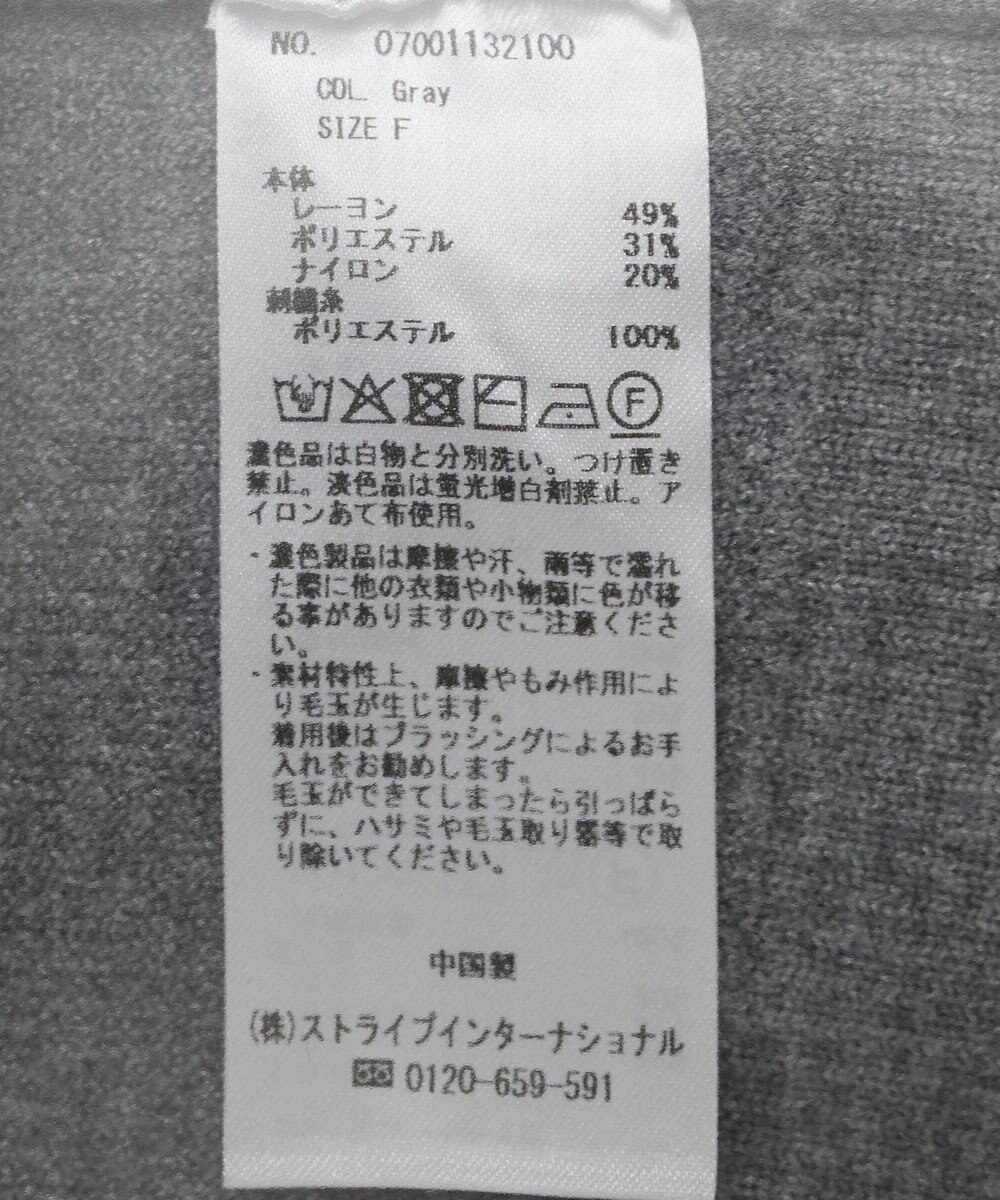 NO. 07001132100
COL. Gray
SIZE F
本体
レーヨン 49%
ポリエステル 31%
ナイロン 20%
刺繍糸
ポリエステル 100%
F
濃色品は白物と分別洗い。つけ置き
禁止。淡色品は蛍光増白剤禁止。ア
イロンあて布使用。
・濃色製品は摩擦や汗、雨等で濡れ
た際に他の衣類や小物類に色が移
る事がありますのでご注意くださ
い。
・素材特性上、摩擦やもみ作用によ
り毛玉が生じます。
着用後はブラッシングによるお手
入れをお勧めします。
毛玉ができてしまったら引っぱら
ずに、ハサミや毛玉取り器等で取
り除いてください。
中国製
(株)ストライプインターナショナル
0120-659-591